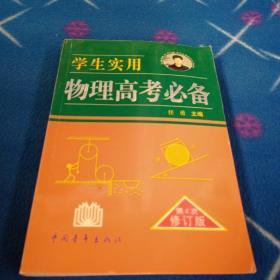 学生实用
物理高考必备
任勇 主编
第4次
修订版
中国青年出版社